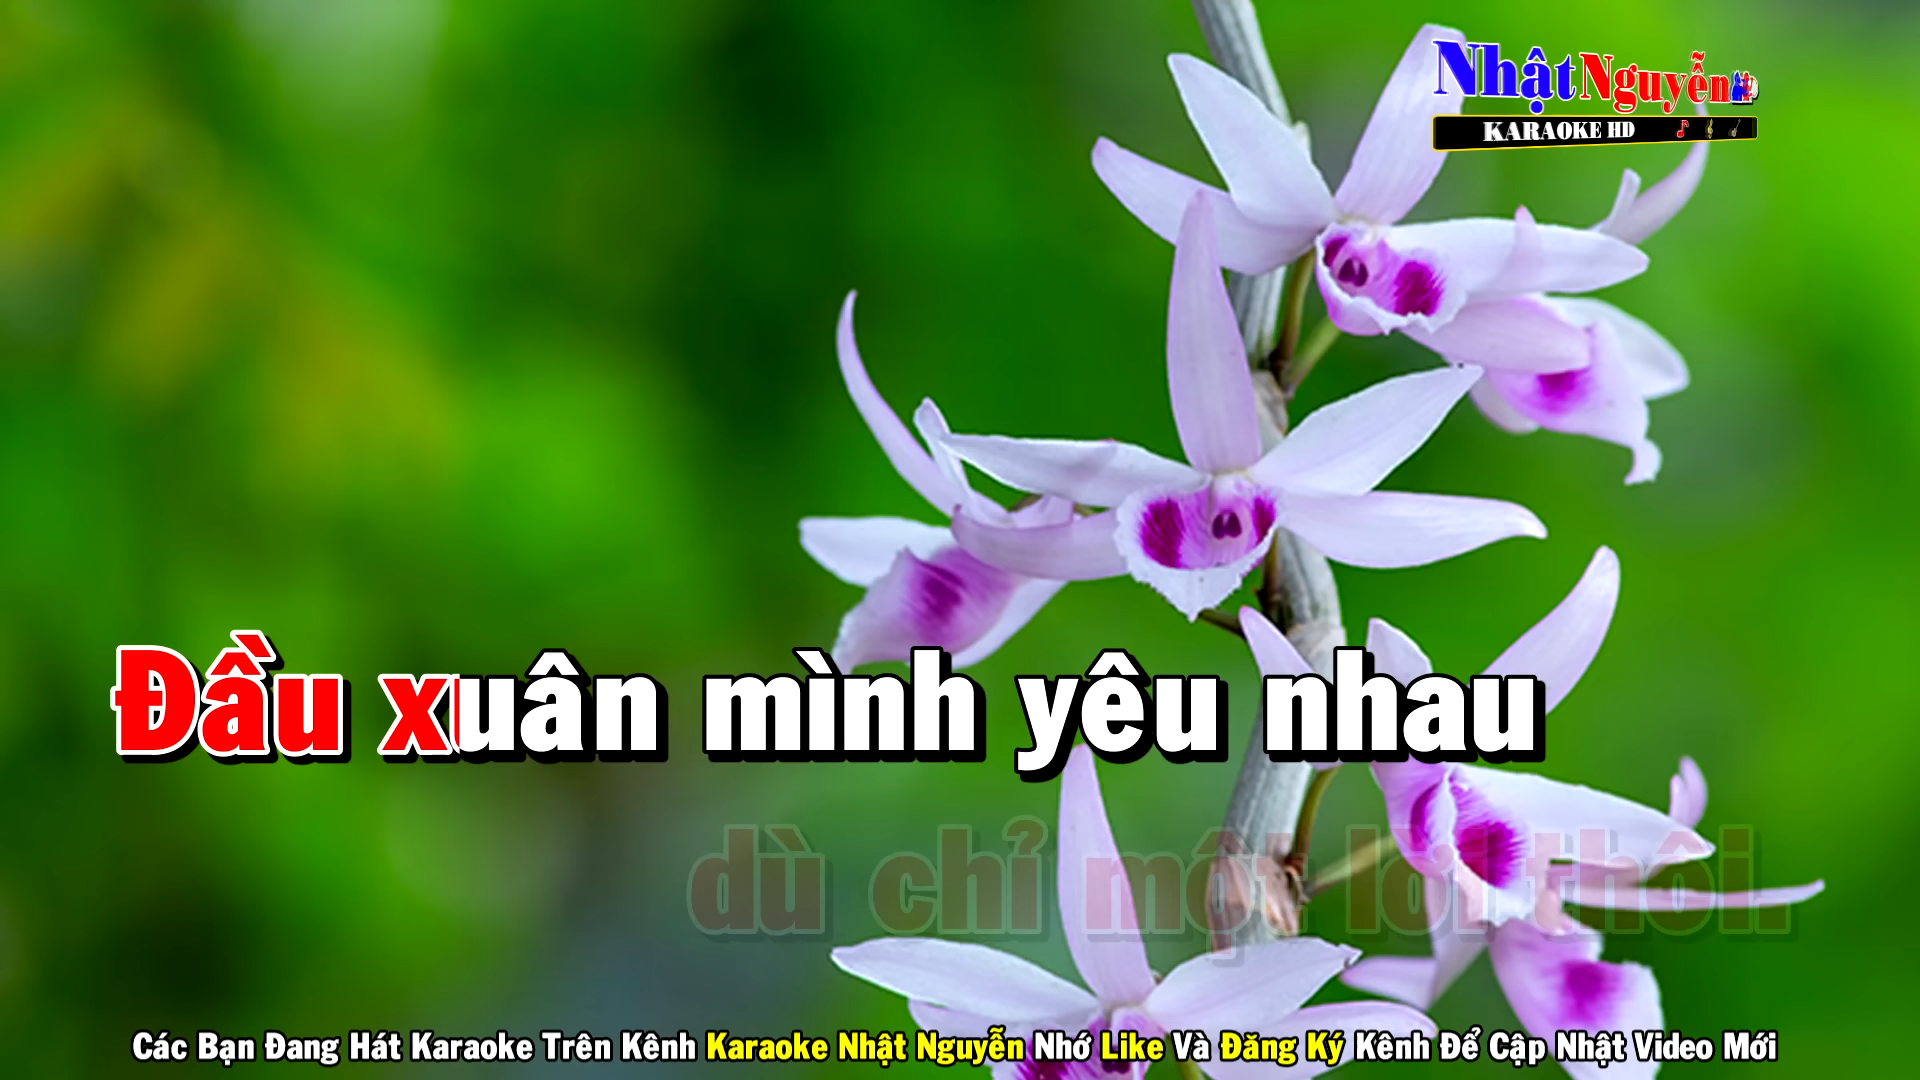 Nhật Nguyễn
KARAOKE HD
Đầu xuân mình yêu nhau
dù chỉ một lời thôi.
Các Bạn Đang Hát Karaoke Trên Kênh Karaoke Nhật Nguyễn Nhớ Like Và Đăng Ký Kênh Để Cập Nhật Video Mới